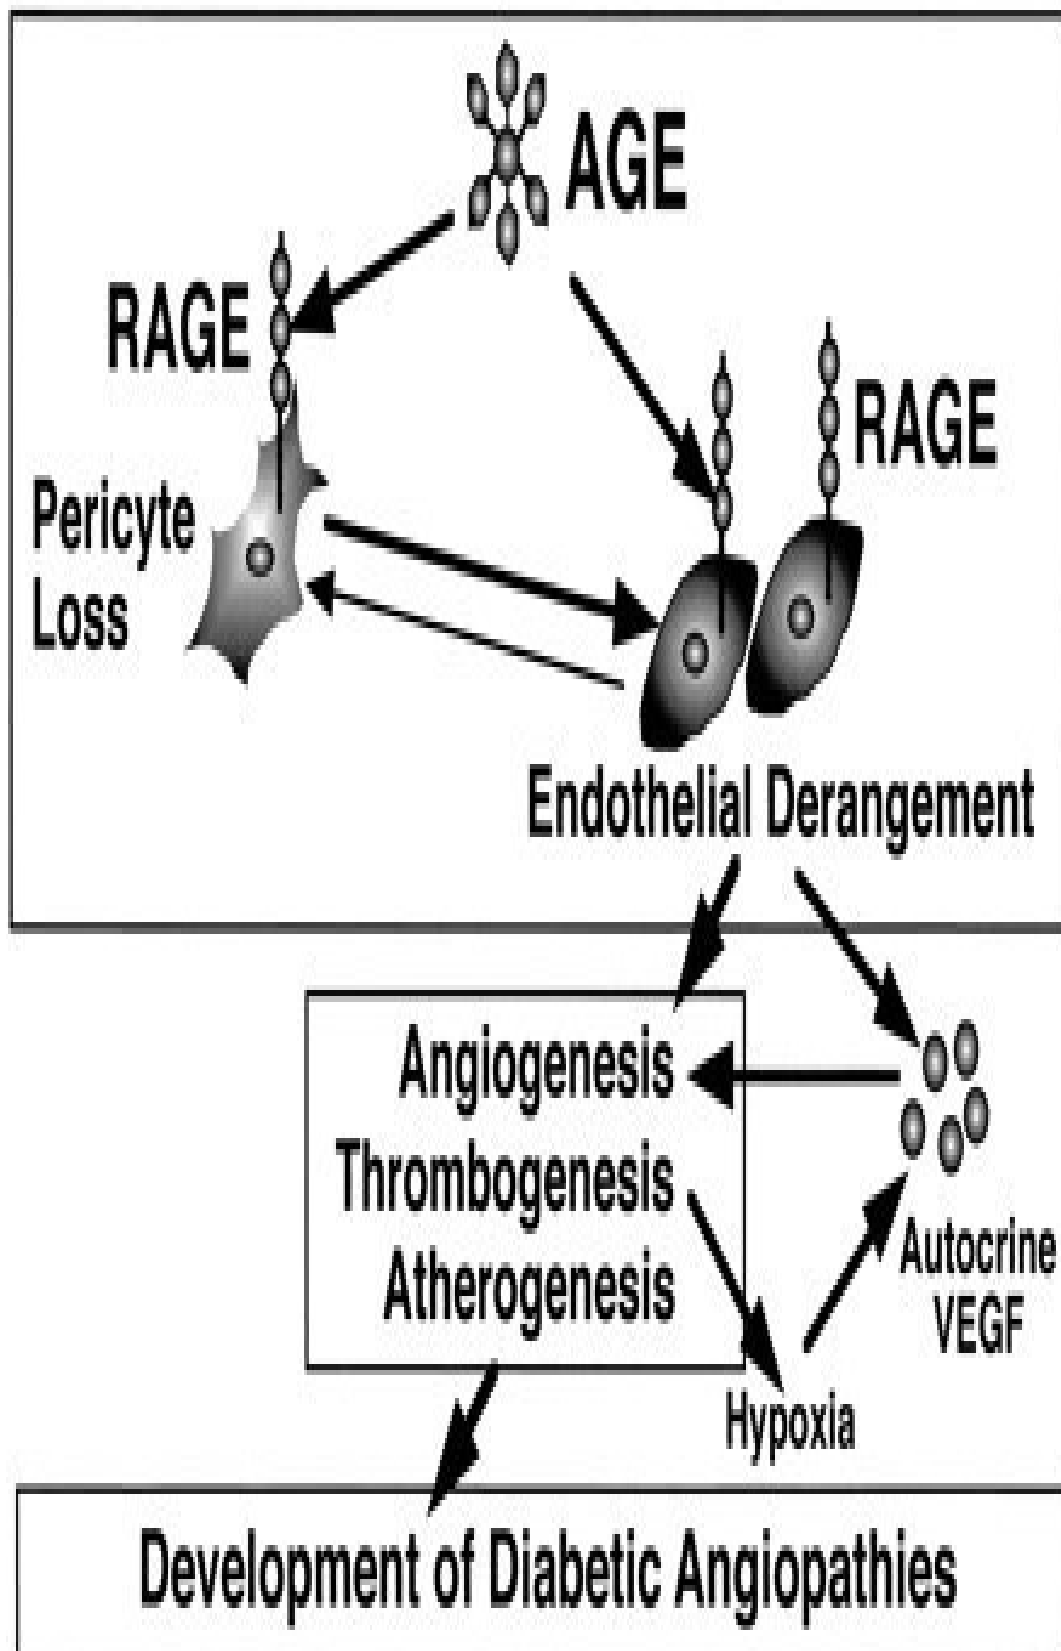 AGE
RAGE
RAGE
Pericyte
Loss
Endothelial Derangement
Angiogenesis
Thrombogenesis
Atherogenesis
Autocrine
VEGF
Hypoxia
Development of Diabetic Angiopathies